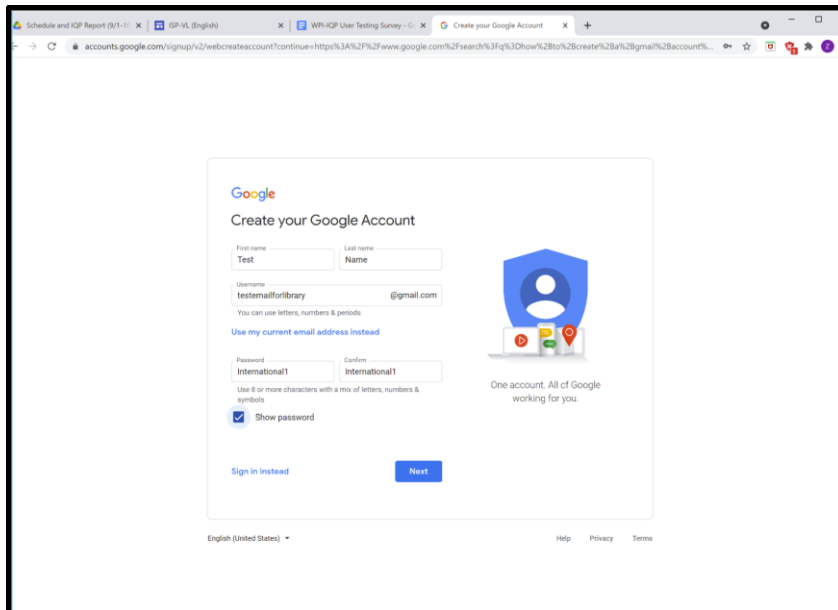 Schedule and IQP Report (9/1-10
ISP-VL (English)
WPI-IQP User Testing Survey - Go
Create your Google Account
accounts.google.com/signup/v2/webcreateaccount?continue=https%3A%2F%2Fwww.google.com%2Fsearch%3Fq%3Dhow%2Bto%2Bcreate%2Ba%2Bgmail%2Baccount%...
Z
Google
Create your Google Account
First name
Test
Last name
Name
Username
testemailforlibrary
@gmail.com
You can use letters, numbers & periods
Use my current email address instead
Password
International1
Confirm
International1
Use 8 or more characters with a mix of letters, numbers &
symbols
Show password
Sign in instead
Next
One account. All of Google
working for you.
English (United States)
Help
Privacy
Terms